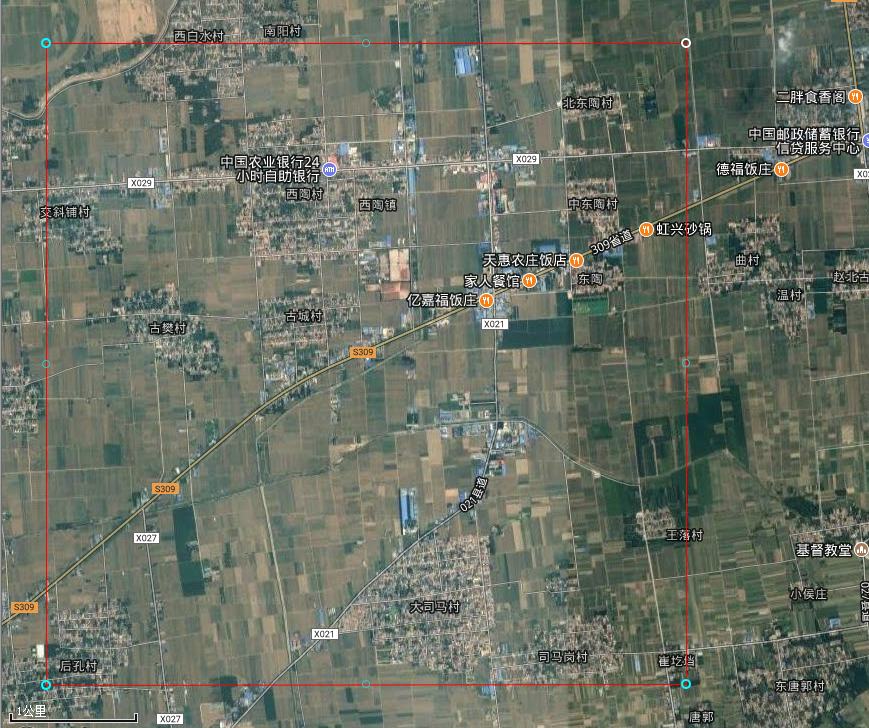 西白水村
南阳村
二胖食香阁
北东陶村
中国邮政储蓄银行
信贷服务中心
中国农业银行24
小时自助银行
X029
德福饭庄
X029
西陶村
西陶镇
中东陶村
交斜铺村
虹兴砂锅
309省道
天惠农庄饭店
曲村
家人餐馆
东陶
赵北古
温村
亿嘉福饭庄
古城村
X021
古樊村
S309
S309
021县道
X027
王落村
基督教堂
小侯庄
027县道
S309
大司马村
X021
司马岗村
崔圪垱
后孔村
东唐郭村
1公里
X027
唐郭